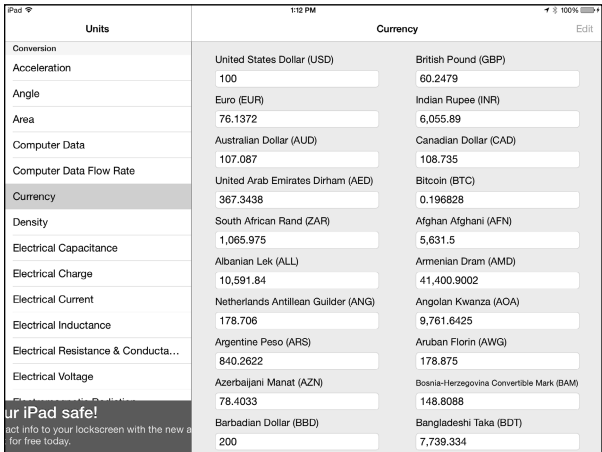 iPad
1:12 PM
100%
Units
Currency
Edit
Conversion
Acceleration
Angle
Area
Computer Data
Computer Data Flow Rate
Currency
Density
Electrical Capacitance
Electrical Charge
Electrical Current
Electrical Inductance
Electrical Resistance & Conducta...
Electrical Voltage
ur iPad safe!
act info to your lockscreen with the new a
for free today.
United States Dollar (USD)
British Pound (GBP)
100
60.2479
Euro (EUR)
Indian Rupee (INR)
76.1372
6,055.89
Australian Dollar (AUD)
Canadian Dollar (CAD)
107.087
108.735
United Arab Emirates Dirham (AED)
Bitcoin (BTC)
367.3438
0.196828
South African Rand (ZAR)
Afghan Afghani (AFN)
1,065.975
5,631.5
Albanian Lek (ALL)
Armenian Dram (AMD)
10,591.84
41,400.9002
Netherlands Antillean Guilder (ANG)
Angolan Kwanza (AOA)
178.706
9,761.6425
Argentine Peso (ARS)
Aruban Florin (AWG)
840.2622
178.875
Azerbaijani Manat (AZN)
Bosnia-Herzegovina Convertible Mark (BAM)
78.4033
148.8088
Barbadian Dollar (BBD)
Bangladeshi Taka (BDT)
200
7,739.334